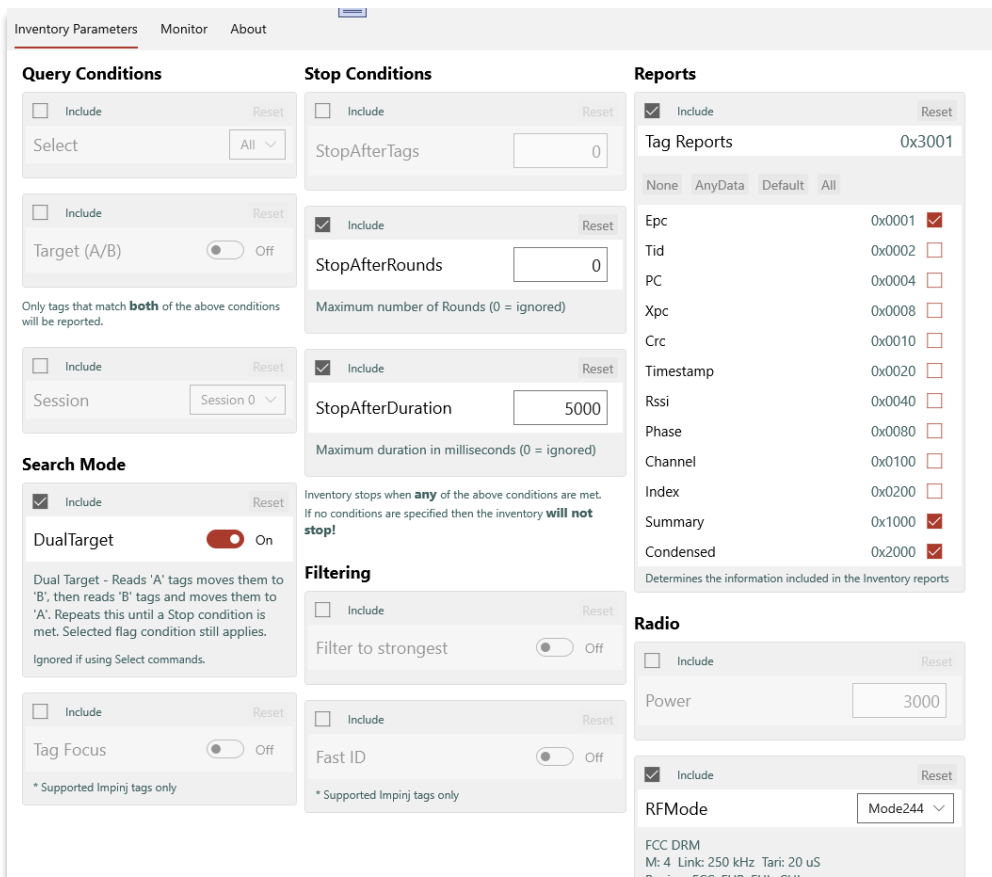 Inventory Parameters Monitor About
Query Conditions
Include Reset
Select All
Include Reset
Target (A/B) Off
Only tags that match both of the above conditions
will be reported.
Include Reset
Session Session 0
Search Mode
Include Reset
DualTarget On
Dual Target - Reads 'A' tags moves them to
'B', then reads 'B' tags and moves them to
'A'. Repeats this until a Stop condition is
met. Selected flag condition still applies.
Ignored if using Select commands.
Include Reset
Tag Focus Off
* Supported Impinj tags only
Stop Conditions
Include Reset
StopAfterTags 0
Include Reset
StopAfterRounds 0
Maximum number of Rounds (0 = ignored)
Include Reset
StopAfterDuration 5000
Maximum duration in milliseconds (0 = ignored)
Inventory stops when any of the above conditions are met.
If no conditions are specified then the inventory will not
stop!
Filtering
Include Reset
Filter to strongest Off
Include Reset
Fast ID Off
* Supported Impinj tags only
Reports
Include Reset
Tag Reports 0x3001
None AnyData Default All
Epc 0x0001
Tid 0x0002
PC 0x0004
Xpc 0x0008
Crc 0x0010
Timestamp 0x0020
Rssi 0x0040
Phase 0x0080
Channel 0x0100
Index 0x0200
Summary 0x1000
Condensed 0x2000
Determines the information included in the Inventory reports
Radio
Include Reset
Power 3000
Include Reset
RFMode Mode244
FCC DRM
M: 4 Link: 250 kHz Tari: 20 uS